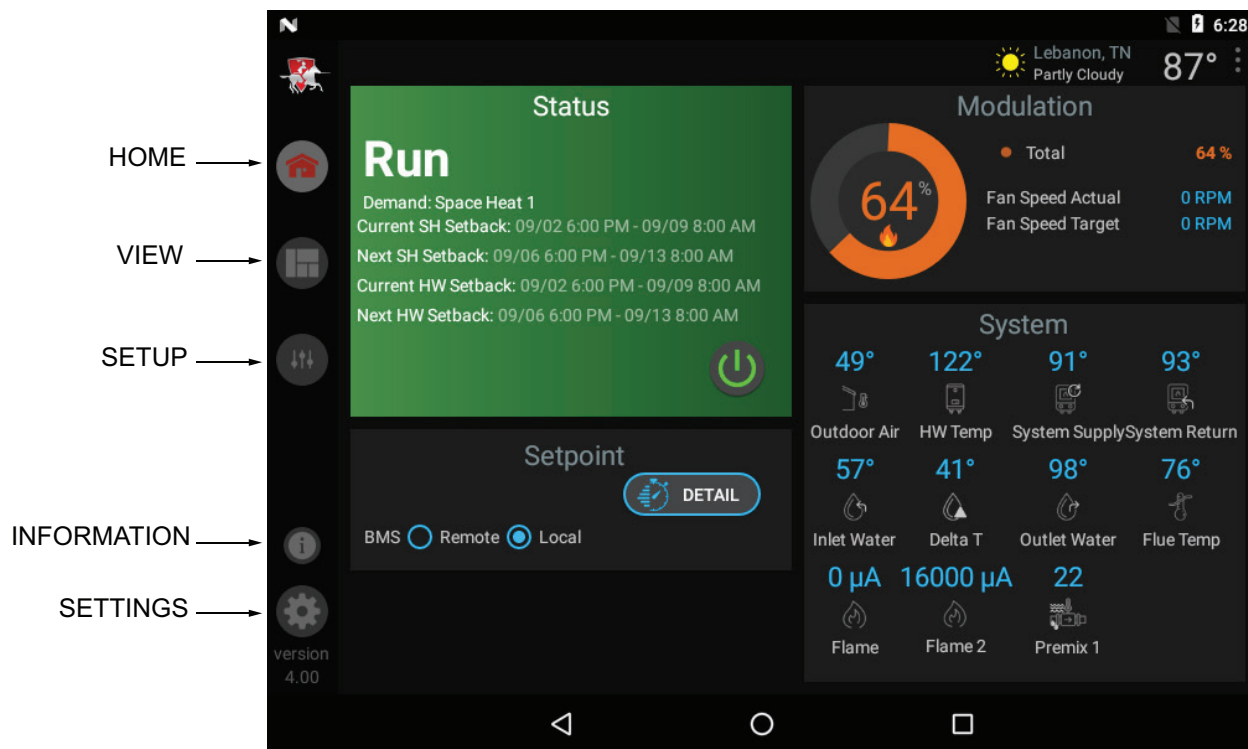 6:28
Lebanon, TN
Partly Cloudy
87°
HOME
VIEW
SETUP
INFORMATION
SETTINGS
version
4.00
Status
Run
Demand: Space Heat 1
Current SH Setback: 09/02 6:00 PM - 09/09 8:00 AM
Next SH Setback: 09/06 6:00 PM - 09/13 8:00 AM
Current HW Setback: 09/02 6:00 PM - 09/09 8:00 AM
Next HW Setback: 09/06 6:00 PM - 09/13 8:00 AM
Setpoint
DETAIL
BMS Remote Local
Modulation
64%
Total 64 %
Fan Speed Actual 0 RPM
Fan Speed Target 0 RPM
System
49° 122° 91° 93°
Outdoor Air HW Temp System Supply System Return
57° 41° 98° 76°
Inlet Water Delta T Outlet Water Flue Temp
0 µA 16000 µA 22
Flame Flame 2 Premix 1